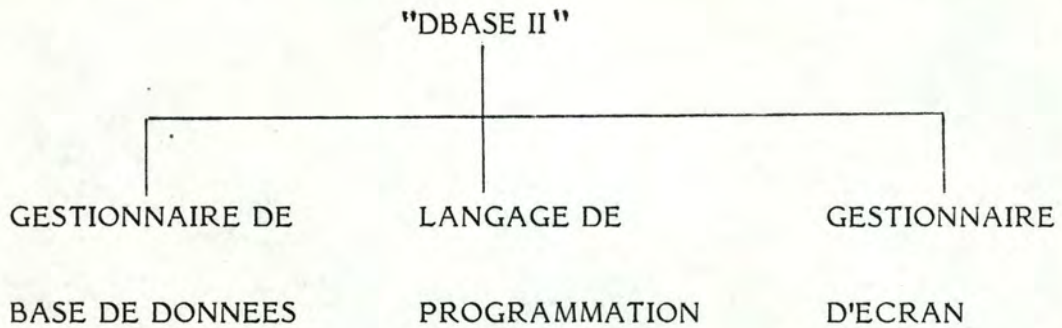 "DBASE II"
GESTIONNAIRE DE
BASE DE DONNEES
LANGAGE DE
PROGRAMMATION
GESTIONNAIRE
D'ECRAN